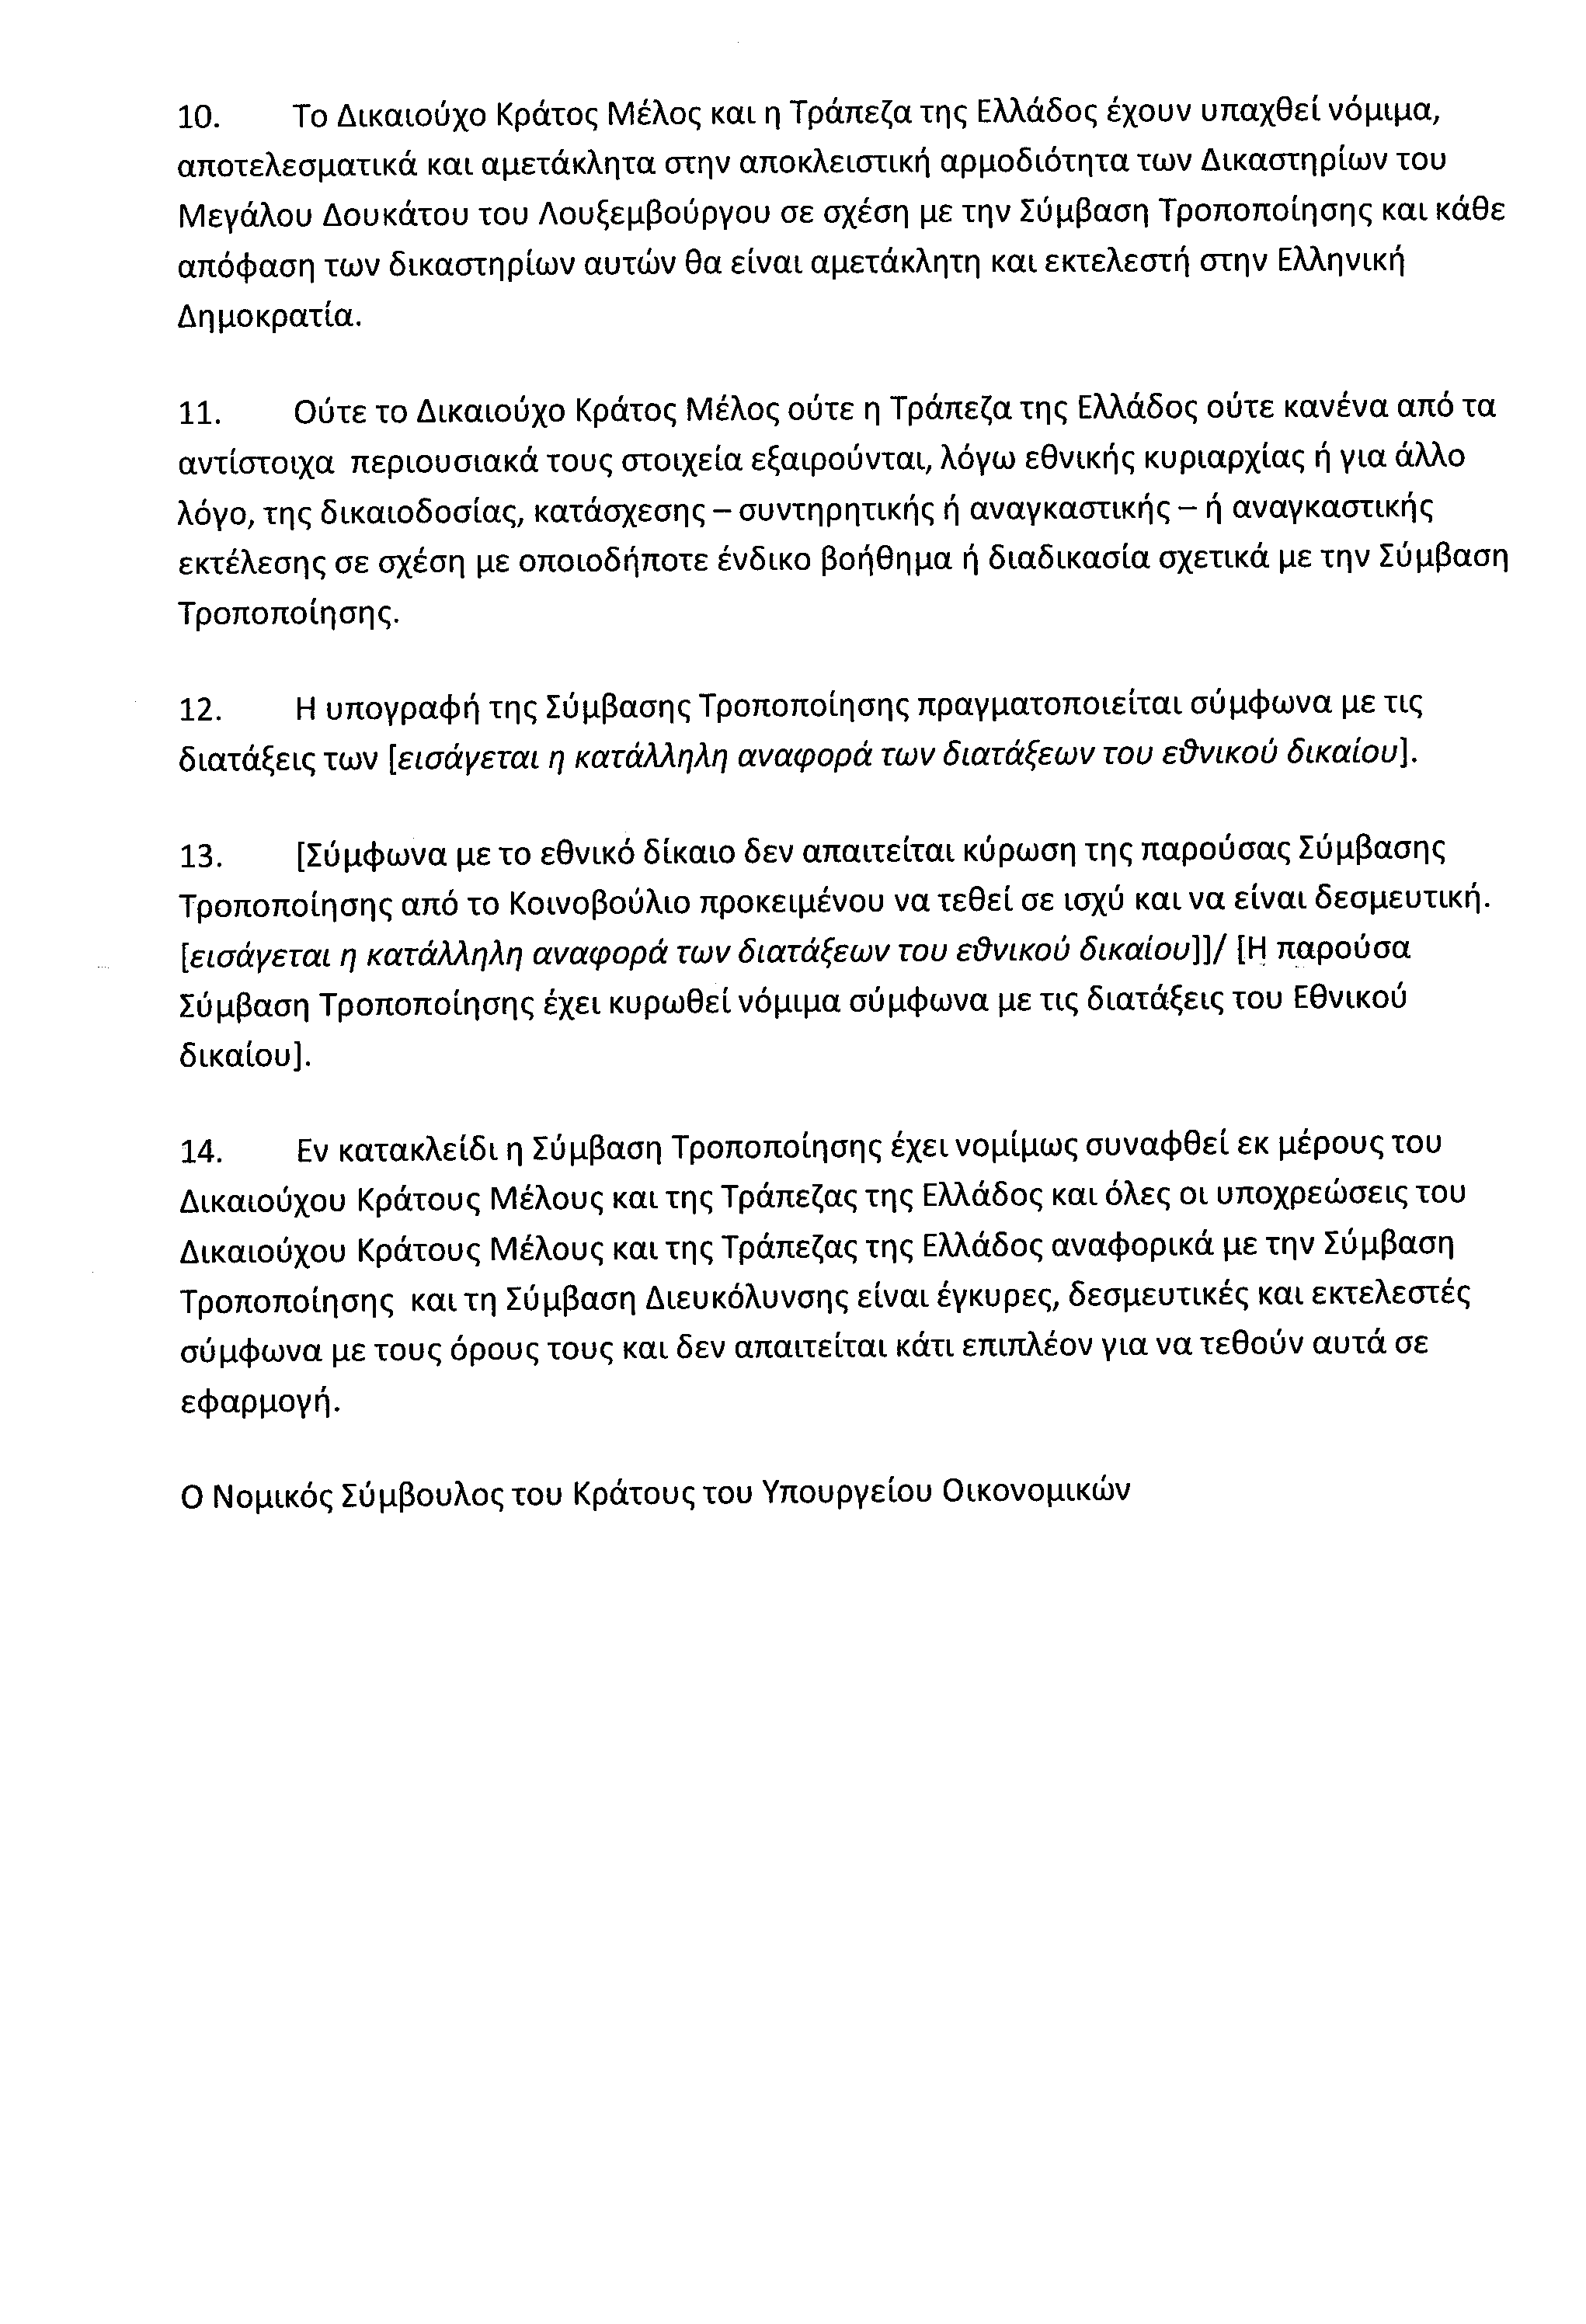 10. Το Δικαιούχο Κράτος Μέλος και η Τράπεζα της Ελλάδος έχουν υπαχθεί νόμιμα,
αποτελεσματικά και αμετάκλητα στην αποκλειστική αρμοδιότητα των Δικαστηρίων του
Μεγάλου Δουκάτου του Λουξεμβούργου σε σχέση με την Σύμβαση Τροποποίησης και κάθε
απόφαση των δικαστηρίων αυτών θα είναι αμετάκλητη και εκτελεστή στην Ελληνική
Δημοκρατία.
11. Ούτε το Δικαιούχο Κράτος Μέλος ούτε η Τράπεζα της Ελλάδος ούτε κανένα από τα
αντίστοιχα περιουσιακά τους στοιχεία εξαιρούνται, λόγω εθνικής κυριαρχίας ή για άλλο
λόγο, της δικαιοδοσίας, κατάσχεσης – συντηρητικής ή αναγκαστικής – ή αναγκαστικής
εκτέλεσης σε σχέση με οποιοδήποτε ένδικο βοήθημα ή διαδικασία σχετικά με την Σύμβαση
Τροποποίησης.
12. Η υπογραφή της Σύμβασης Τροποποίησης πραγματοποιείται σύμφωνα με τις
διατάξεις των [εισάγεται η κατάλληλη αναφορά των διατάξεων του εθνικού δικαίου].
13. [Σύμφωνα με το εθνικό δίκαιο δεν απαιτείται κύρωση της παρούσας Σύμβασης
Τροποποίησης από το Κοινοβούλιο προκειμένου να τεθεί σε ισχύ και να είναι δεσμευτική.
[εισάγεται η κατάλληλη αναφορά των διατάξεων του εθνικού δικαίου]]/ [Η παρούσα
Σύμβαση Τροποποίησης έχει κυρωθεί νόμιμα σύμφωνα με τις διατάξεις του Εθνικού
δικαίου].
14. Εν κατακλείδι η Σύμβαση Τροποποίησης έχει νομίμως συναφθεί εκ μέρους του
Δικαιούχου Κράτους Μέλους και της Τράπεζας της Ελλάδος και όλες οι υποχρεώσεις του
Δικαιούχου Κράτους Μέλους και της Τράπεζας της Ελλάδος αναφορικά με την Σύμβαση
Τροποποίησης και τη Σύμβαση Διευκόλυνσης είναι έγκυρες, δεσμευτικές και εκτελεστές
σύμφωνα με τους όρους τους και δεν απαιτείται κάτι επιπλέον για να τεθούν αυτά σε
εφαρμογή.
Ο Νομικός Σύμβουλος του Κράτους του Υπουργείου Οικονομικών